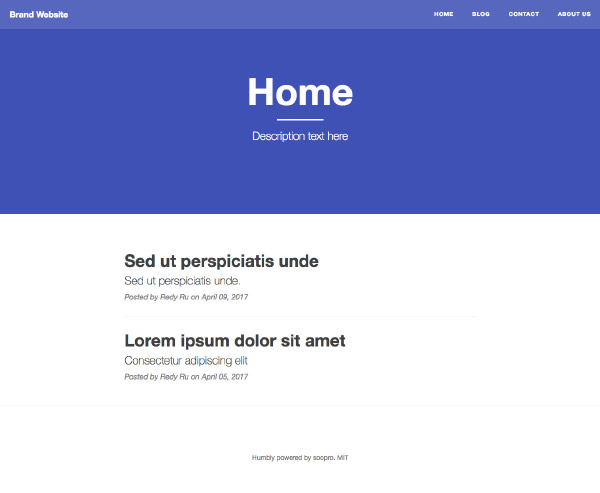 Brand Website
HOME BLOG CONTACT ABOUT US
Home
Description text here
Sed ut perspiciatis unde
Sed ut perspiciatis unde.
Posted by Redy Ru on April 09, 2017
Lorem ipsum dolor sit amet
Consectetur adipiscing elit
Posted by Redy Ru on April 05, 2017
Humbly powered by soopro. MIT